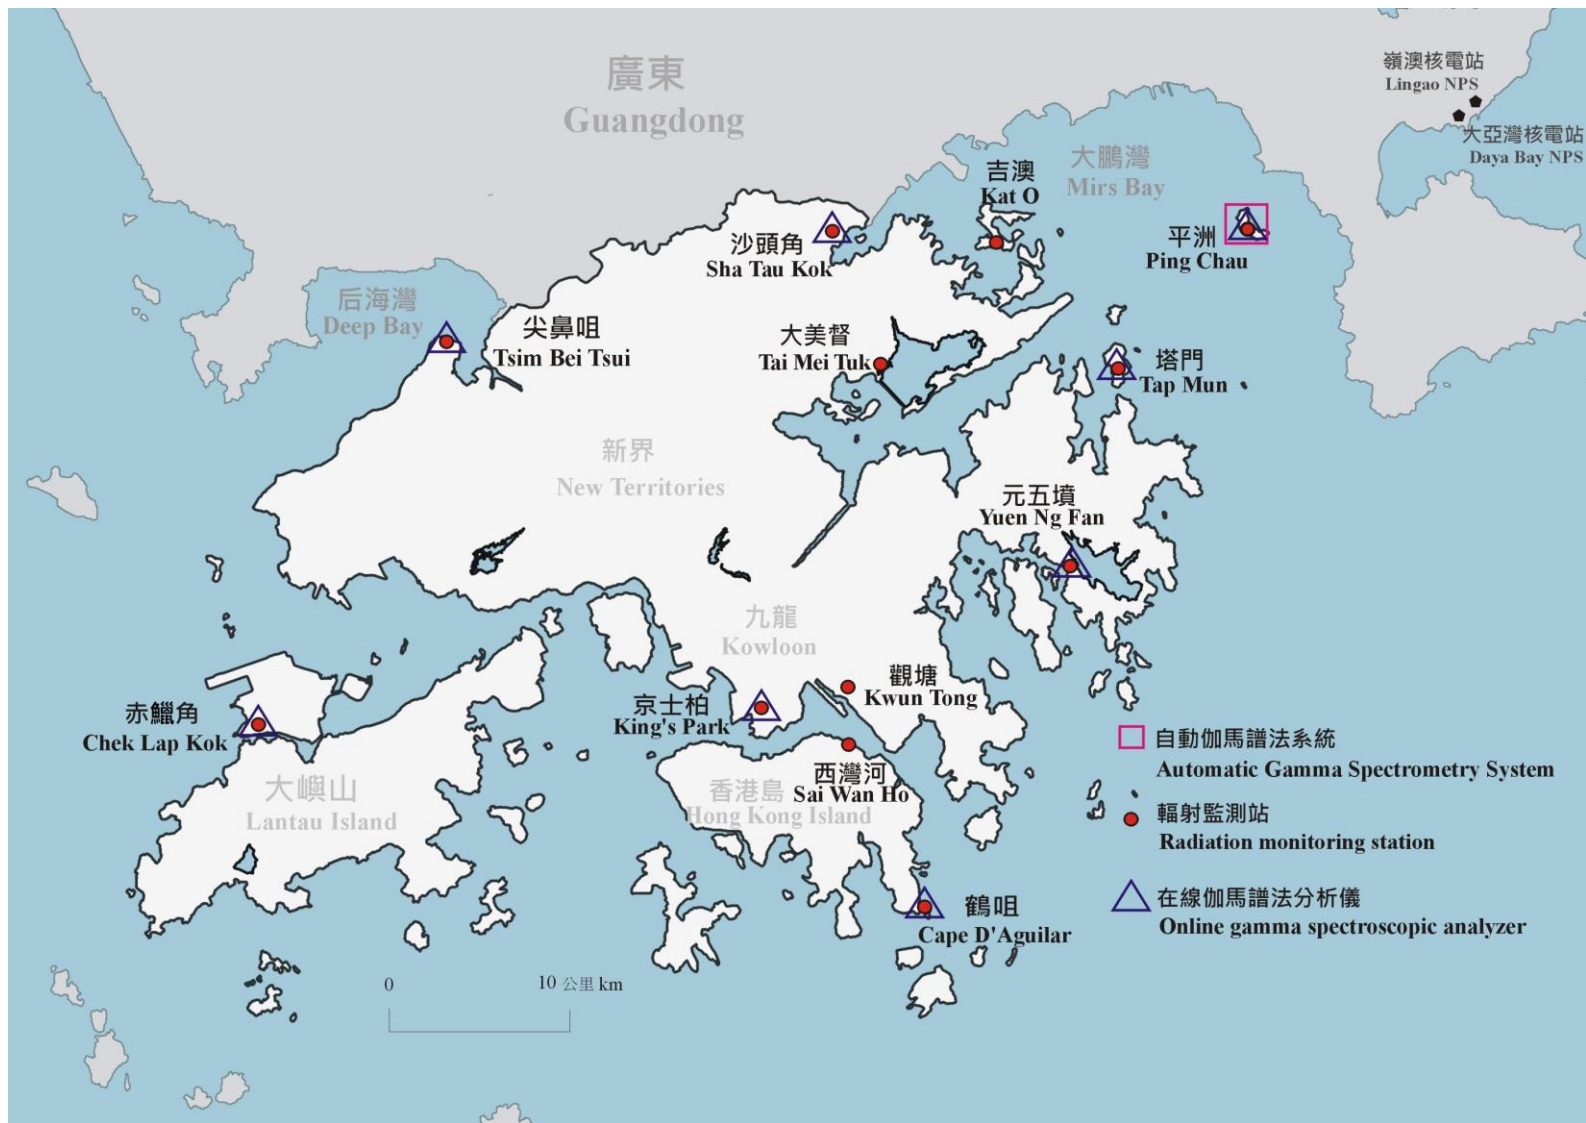 廣東
Guangdong
嶺澳核電站
Lingao NPS
大亞灣核電站
Daya Bay NPS
大鵬灣
Mirs Bay
吉澳
Kat O
平洲
Ping Chau
沙頭角
Sha Tau Kok
后海灣
Deep Bay
尖鼻咀
Tsim Bei Tsui
大美督
Tai Mei Tuk
塔門
Tap Mun
新界
New Territories
元五墳
Yuen Ng Fan
九龍
Kowloon
觀塘
Kwun Tong
京士柏
King's Park
赤鱲角
Chek Lap Kok
大嶼山
Lantau Island
香港島
Hong Kong Island
西灣河
Sai Wan Ho
鶴咀
Cape D'Aguilar
自動伽馬譜法系統
Automatic Gamma Spectrometry System
輻射監測站
Radiation monitoring station
在線伽馬譜法分析儀
Online gamma spectroscopic analyzer
0 10 公里 km